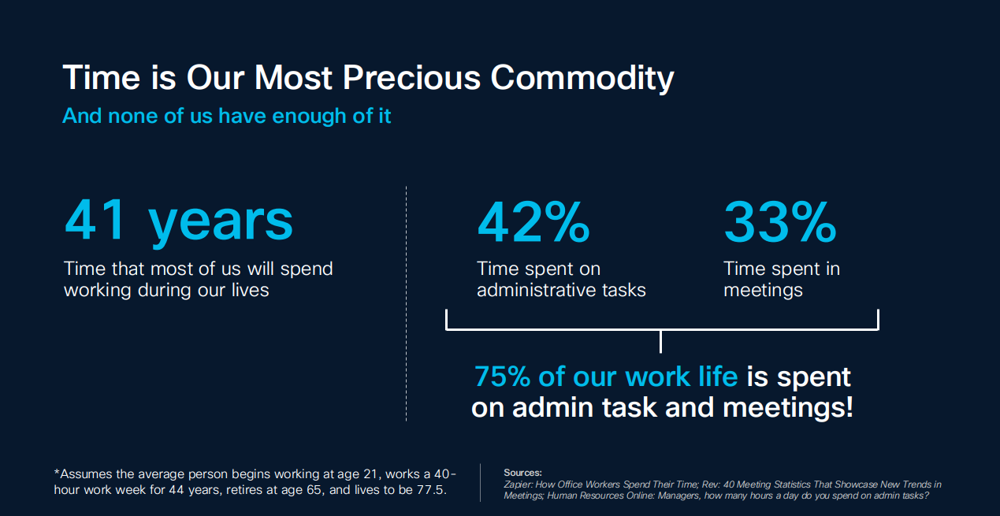 Time is Our Most Precious Commodity
And none of us have enough of it
41 years
Time that most of us will spend
working during our lives
42%
Time spent on
administrative tasks
33%
Time spent in
meetings
75% of our work life is spent
on admin task and meetings!
*Assumes the average person begins working at age 21, works a 40-
hour work week for 44 years, retires at age 65, and lives to be 77.5.
Sources:
Zapier: How Office Workers Spend Their Time; Rev: 40 Meeting Statistics That Showcase New Trends in
Meetings; Human Resources Online: Managers, how many hours a day do you spend on admin tasks?